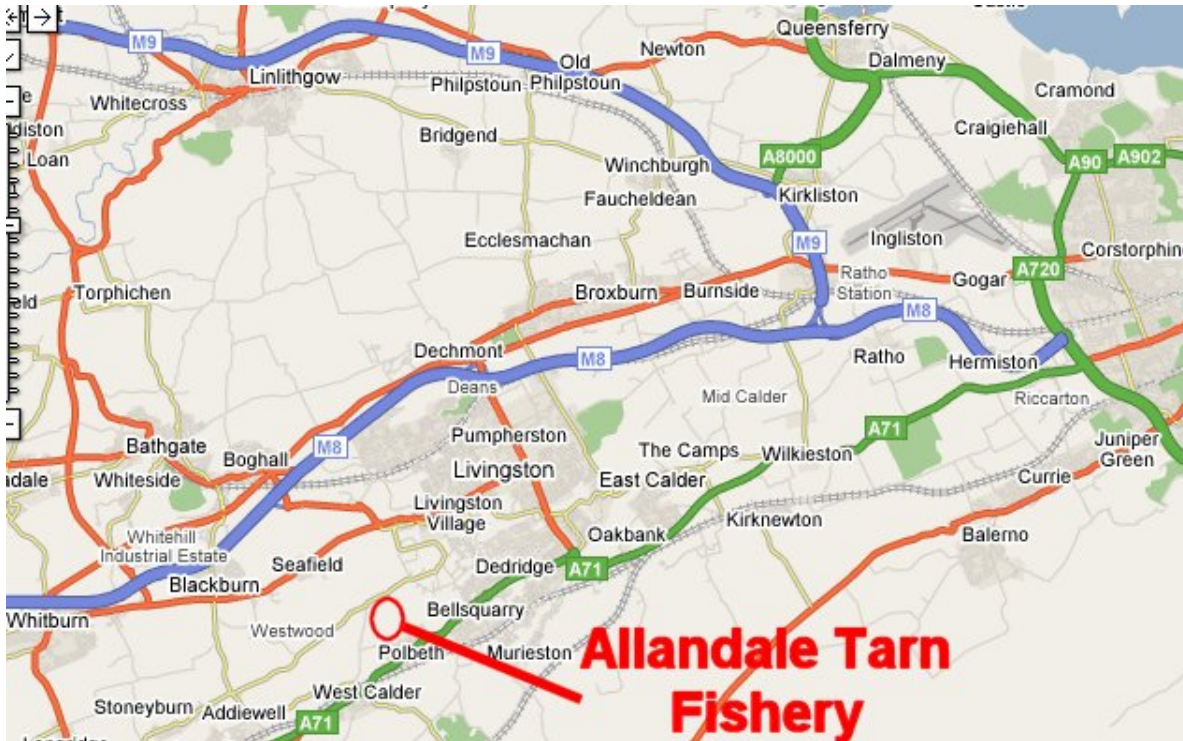 Queensferry
M9
M9
Newton
Old
Philpstoun
Philpstoun
Dalmeny
Linlithgow
Whitecross
Cramond
Bridgend
Craigiehall
Loan
A8000
A90
A902
Winchburgh
Kirkliston
Faucheldean
Ecclesmachan
M9
Ingliston
Corstorphin
A720
Torphichen
Ratho
Station
Gogar
Broxburn
Burnside
M8
Dechmont
M8
Ratho
Hermiston
Deans
Mid Calder
Riccarton
A71
Bathgate
M8
Pumpherston
Juniper
Green
Boghall
Livingston
The Camps
Wilkieston
Whiteside
East Calder
Currie
Livingston
Village
Kirknewton
Whitehill
Industrial Estate
Oakbank
Balerno
Seafield
Dedridge
A71
Blackburn
Whitburn
Bellsquarry
Westwood
Polbeth
Murieston
Allandale Tarn
Fishery
West Calder
Stoneyburn
Addiewell
A71